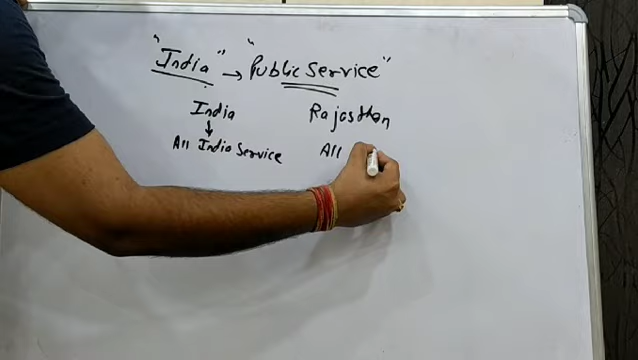 "India" → "Public Service"
India Rajasthan
↓
All India Service All